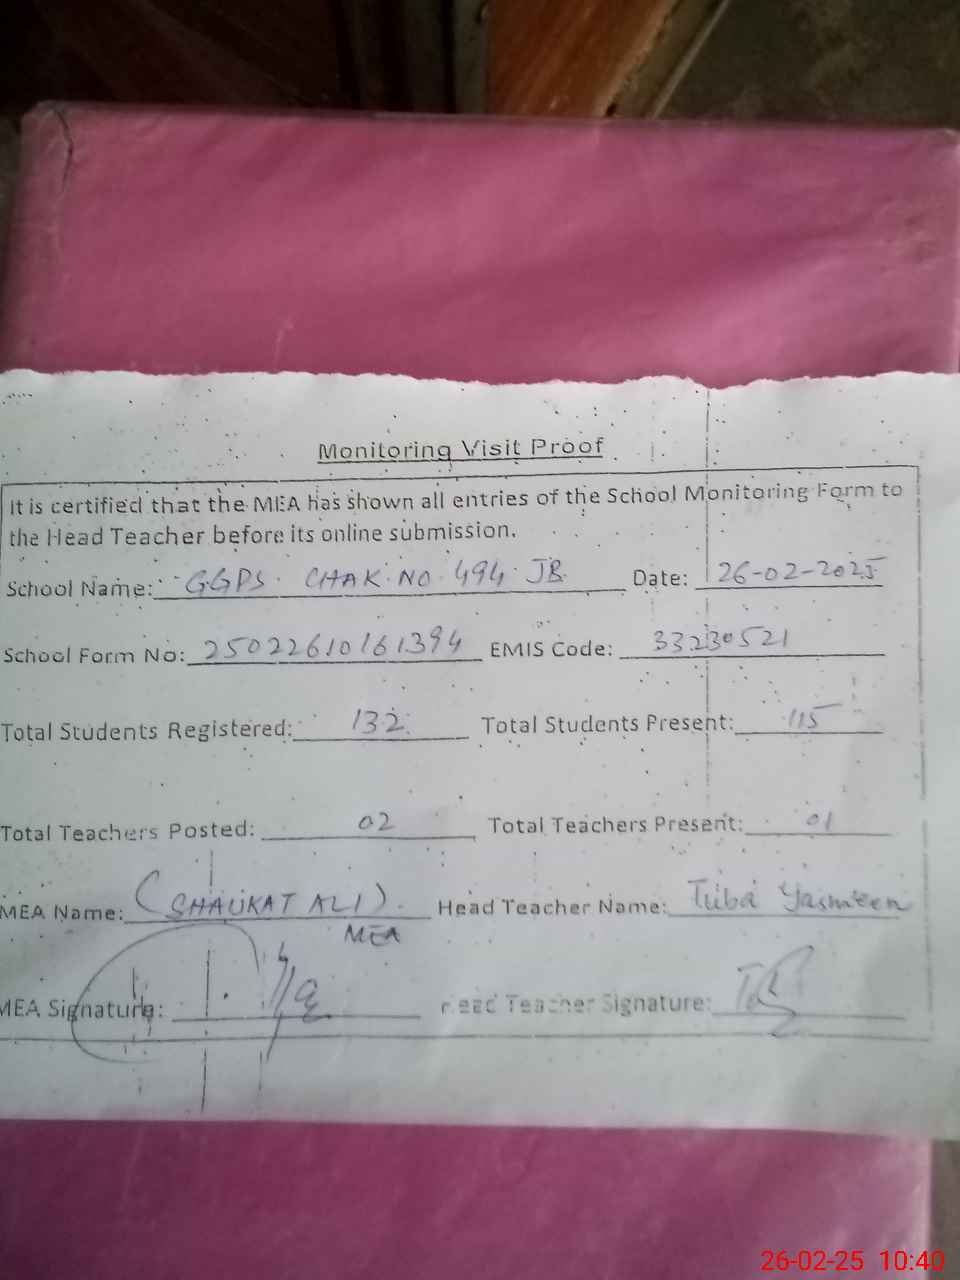 Monitoring Visit Proof
It is certified that the MEA has shown all entries of the School Monitoring Form to
the Head Teacher before its online submission.
School Name: GGPS. CHAK.NO.494.JB. Date: 26-02-2025
School Form No: 25022610161394 EMIS Code: 33230521
Total Students Registered: 132. Total Students Present: 115
Total Teachers Posted: 02 Total Teachers Present: 01
MEA Name: (SHAUKAT ALI). Head Teacher Name: Tuba Yasmeen
MEA
MEA Signature: Head Teacher Signature:
26-02-25 10:40